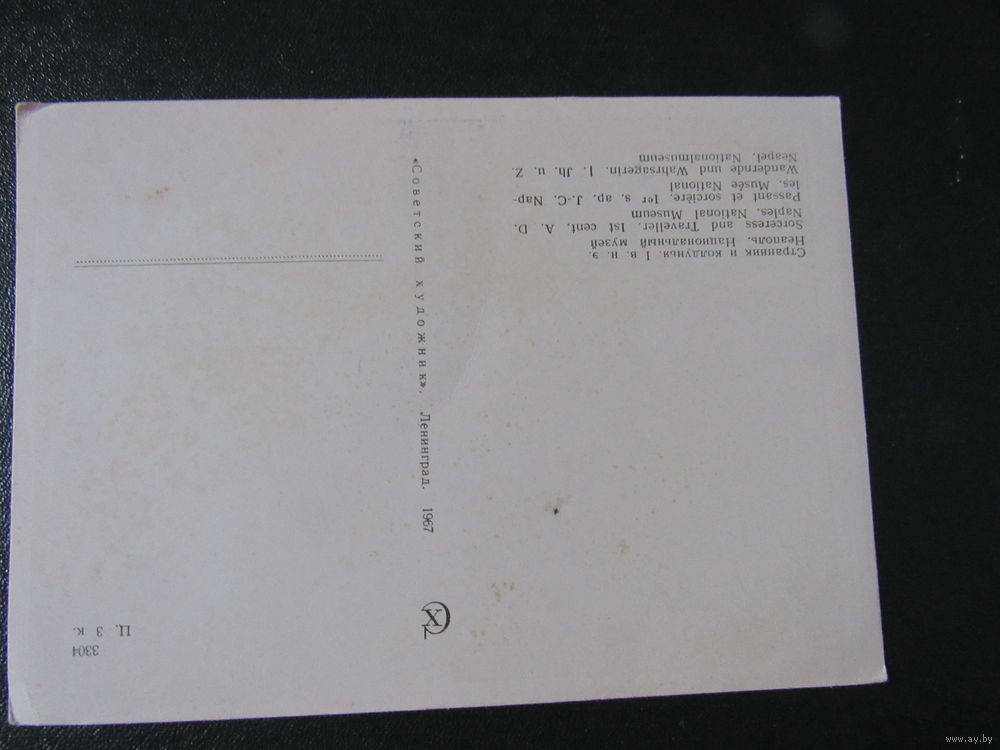 Странник и колдунья. I в. н. э.
Неаполь. Национальный музей
Sorceress and Traveller. 1st cent. A. D.
Naples. National Museum
Passant et sorcière. 1er s. ap. J.-C. Nap-
les. Musée National
Wandernde und Wahrsagerin. 1. Jh. u. Z.
Neapel. Nationalmuseum
«Советский художник». Ленинград. 1967
СХ
3304
Ц. 3 к.
www.ay.by